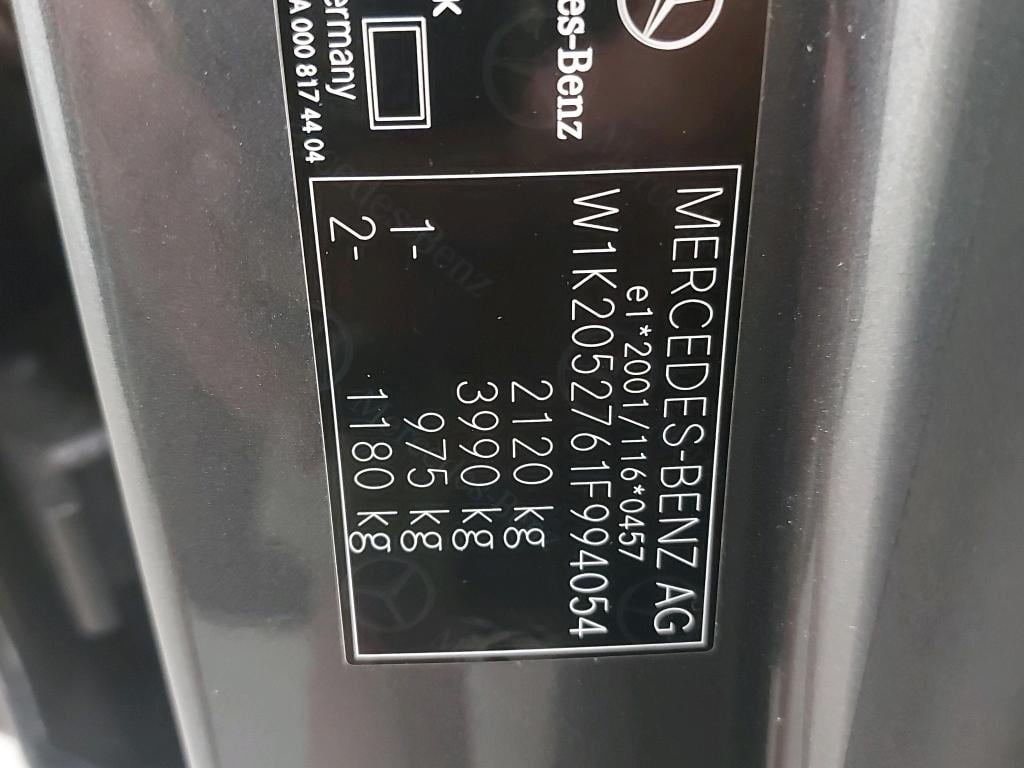 des-Benz
K
ermany
A 000 817 44 04
MERCEDES-BENZ AG
e1*2001/116*0457
W1K2052761F994054
2120 kg
3990 kg
1- 975 kg
2- 1180 kg